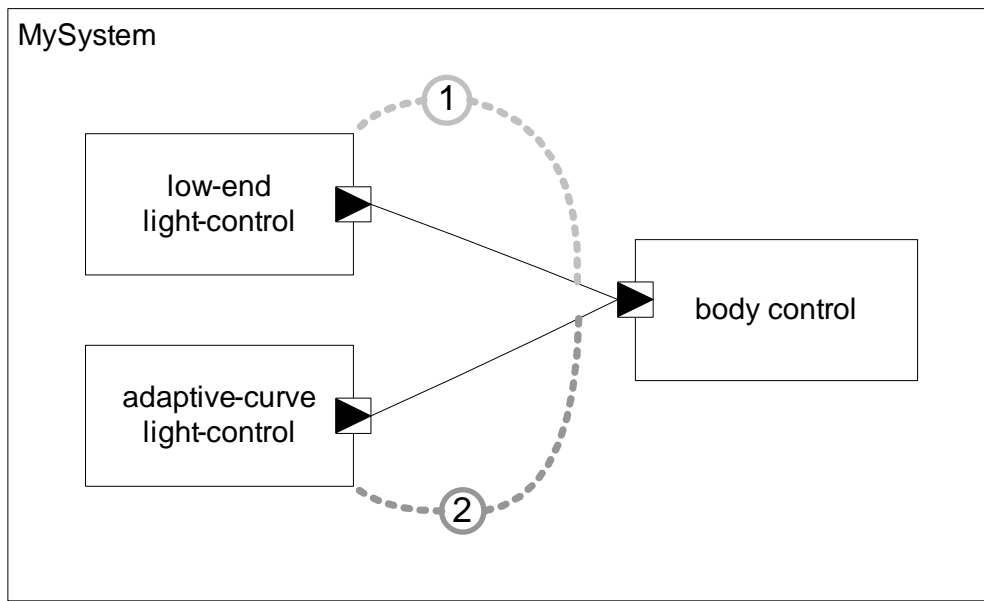 MySystem
1
low-end
light-control
body control
adaptive-curve
light-control
2